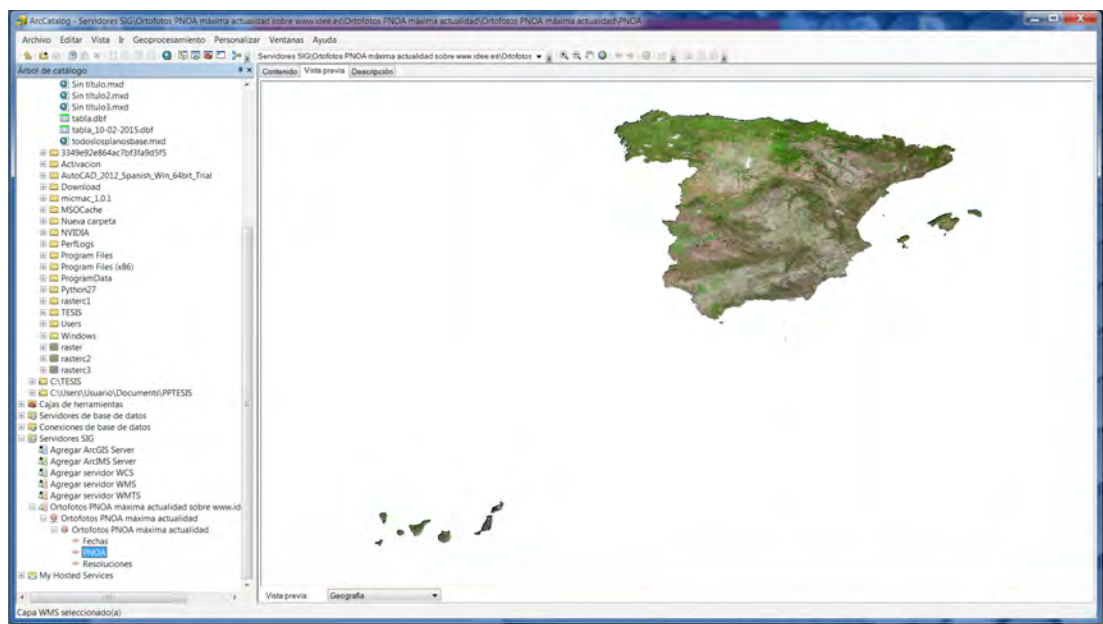 ArcCatalog - Servidores SIG\Ortofotos PNOA máxima actualidad sobre www.idee.es\Ortofotos PNOA máxima actualidad\Ortofotos PNOA máxima actualidad\PNOA
Archivo Editar Vista Ir Geoprocesamiento Personalizar Ventanas Ayuda
Servidores SIG\Ortofotos PNOA máxima actualidad sobre www.idee.es\Ortofotos
Árbol de catálogo
Contenido Vista previa Descripción
Sin título.mxd
Sin título2.mxd
Sin título3.mxd
tabla.dbf
tabla_10-02-2015.dbf
todoslosplanosbase.mxd
3349e92e864ac7bf3fa9d5f5
Activacion
AutoCAD_2012_Spanish_Win_64bit_Trial
Download
micmac_1.0.1
MSOCache
Nueva carpeta
NVIDIA
PerfLogs
Program Files
Program Files (x86)
ProgramData
Python27
rasterc1
TESIS
Users
Windows
raster
rasterc2
rasterc3
C:\TESIS
C:\Users\Usuario\Documents\PPTESIS
Cajas de herramientas
Servidores de base de datos
Conexiones de base de datos
Servidores SIG
Agregar ArcGIS Server
Agregar ArcIMS Server
Agregar servidor WCS
Agregar servidor WMS
Agregar servidor WMTS
Ortofotos PNOA máxima actualidad sobre www.id
Ortofotos PNOA máxima actualidad
Ortofotos PNOA máxima actualidad
Fechas
PNOA
Resoluciones
My Hosted Services
Vista previa Geografía
Capa WMS seleccionado(a)